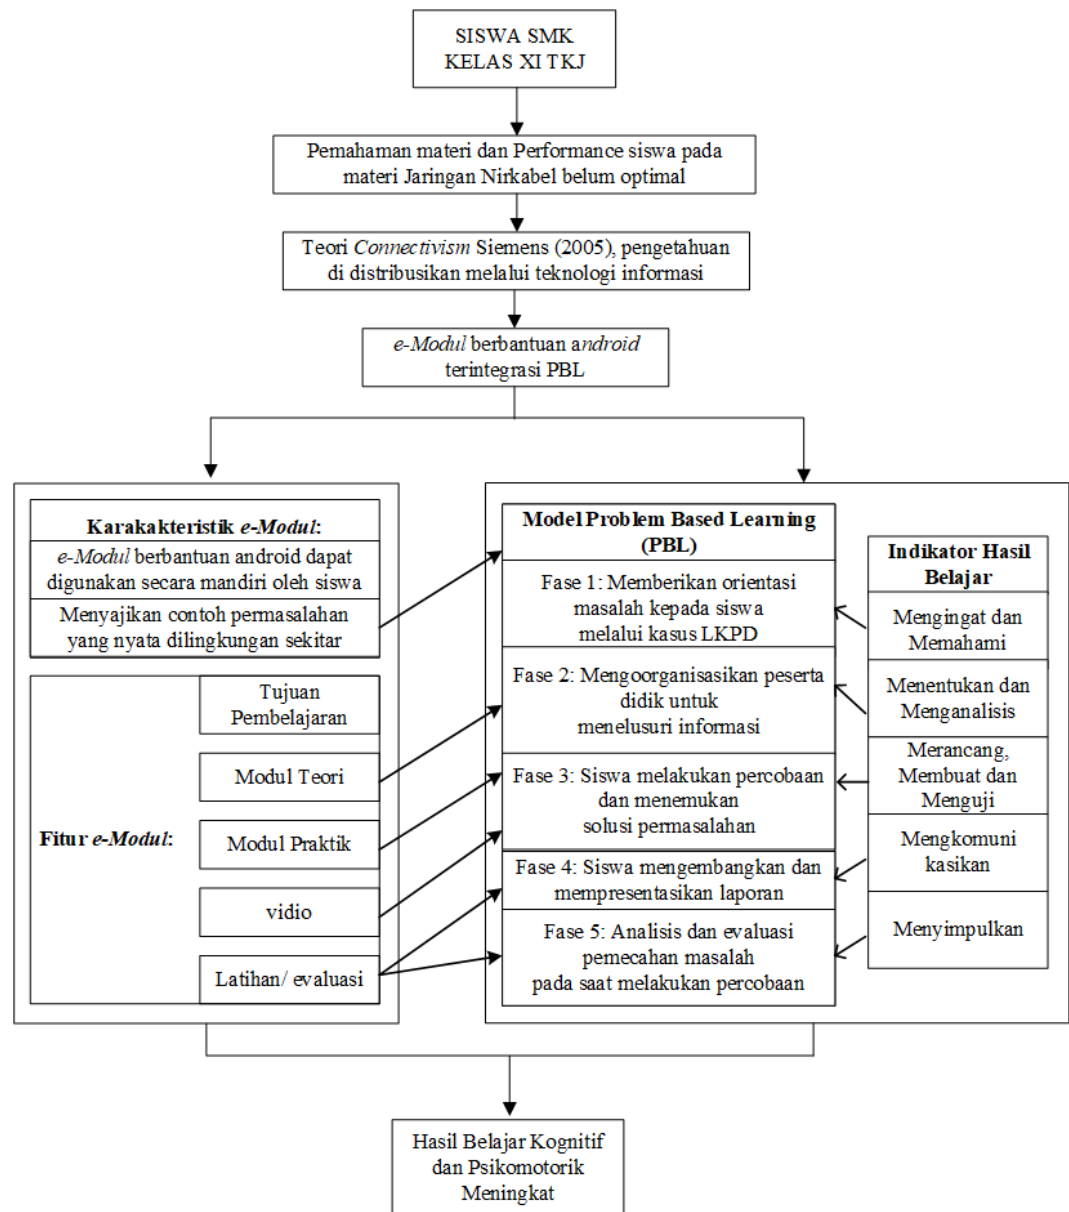 SISWA SMK
KELAS XI TKJ
Pemahaman materi dan Performance siswa pada
materi Jaringan Nirkabel belum optimal
Teori Connectivism Siemens (2005), pengetahuan
di distribusikan melalui teknologi informasi
e-Modul berbantuan android
terintegrasi PBL
Karakakteristik e-Modul:
e-Modul berbantuan android dapat
digunakan secara mandiri oleh siswa
Menyajikan contoh permasalahan
yang nyata dilingkungan sekitar
Fitur e-Modul:
Tujuan
Pembelajaran
Modul Teori
Modul Praktik
vidio
Latihan/ evaluasi
Model Problem Based Learning
(PBL)
Fase 1: Memberikan orientasi
masalah kepada siswa
melalui kasus LKPD
Fase 2: Mengoorganisasikan peserta
didik untuk
menelusuri informasi
Fase 3: Siswa melakukan percobaan
dan menemukan
solusi permasalahan
Fase 4: Siswa mengembangkan dan
mempresentasikan laporan
Fase 5: Analisis dan evaluasi
pemecahan masalah
pada saat melakukan percobaan
Indikator Hasil
Belajar
Mengingat dan
Memahami
Menentukan dan
Menganalisis
Merancang,
Membuat dan
Menguji
Mengkomuni
kasikan
Menyimpulkan
Hasil Belajar Kognitif
dan Psikomotorik
Meningkat